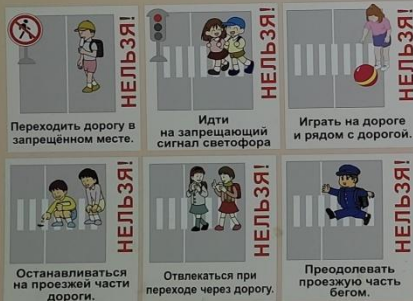 НЕЛЬЗЯ!
Переходить дорогу в
запрещённом месте.
НЕЛЬЗЯ!
Идти
на запрещающий
сигнал светофора
НЕЛЬЗЯ!
Играть на дороге
и рядом с дорогой.
НЕЛЬЗЯ!
Останавливаться
на проезжей части
дороги.
НЕЛЬЗЯ!
Отвлекаться при
переходе через дорогу.
НЕЛЬЗЯ!
Преодолевать
проезжую часть
бегом.